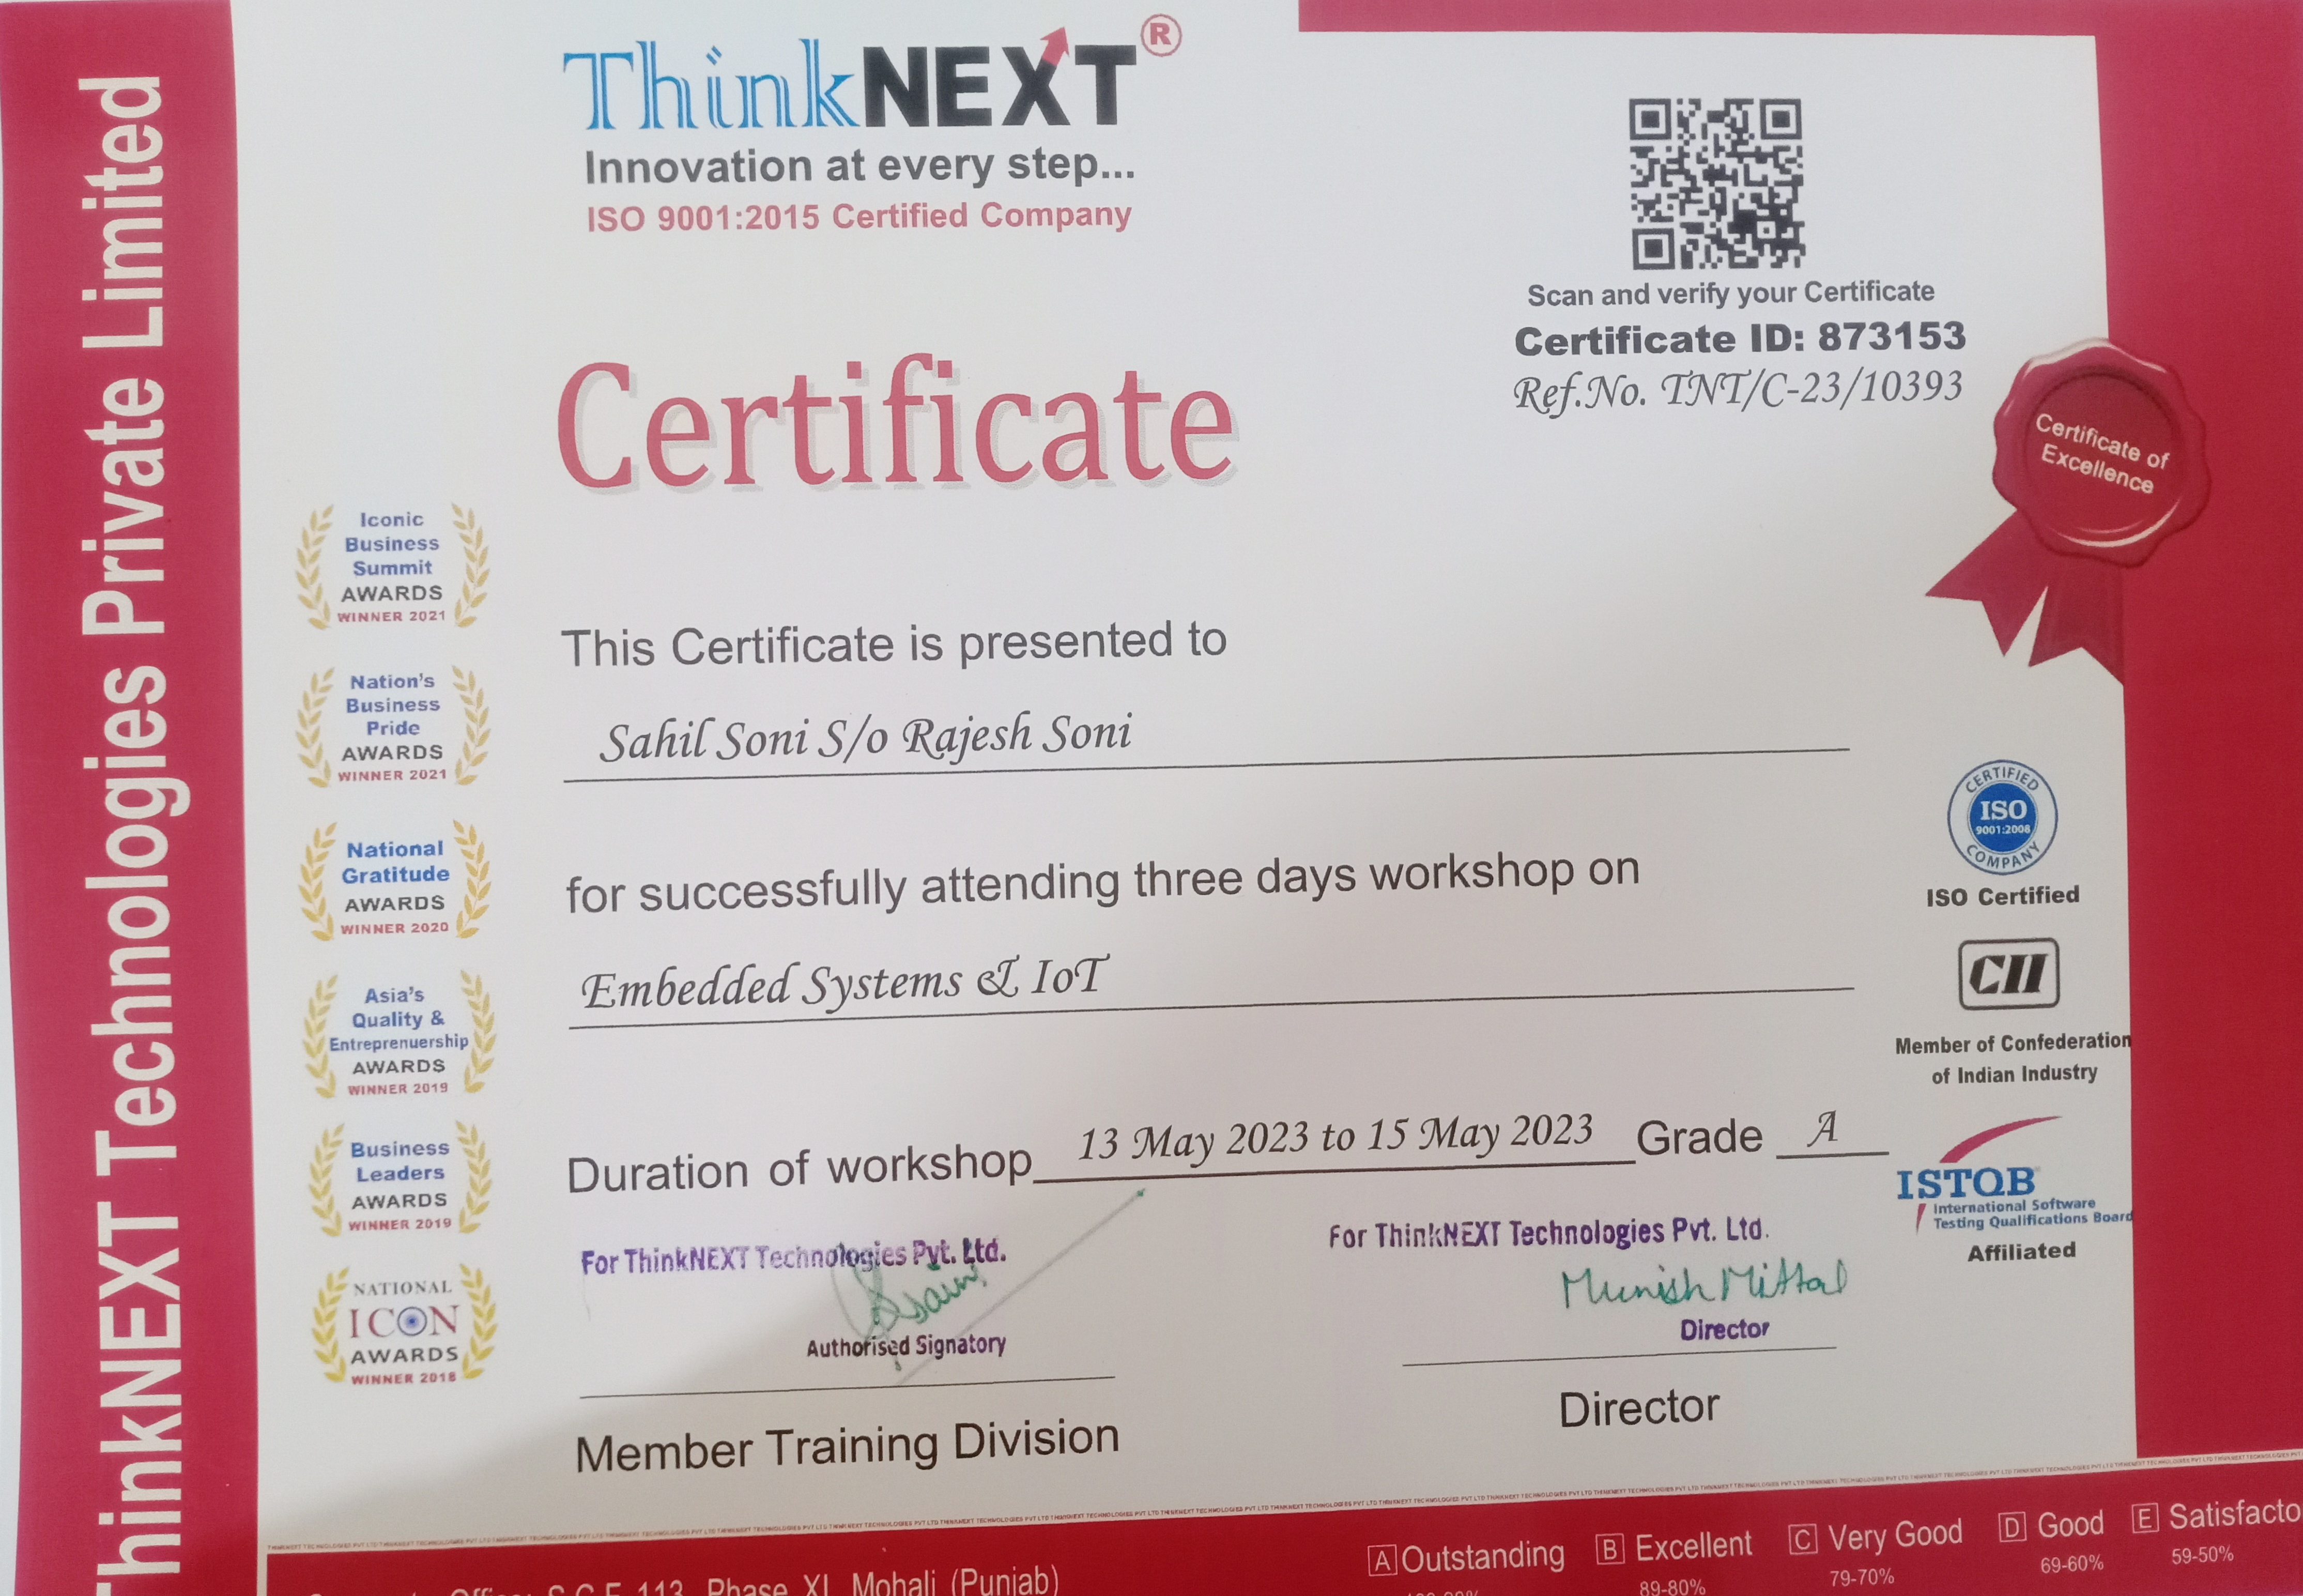 ThinkNEXT Technologies Private Limited
ThinkNEXT®
Innovation at every step...
ISO 9001:2015 Certified Company
Scan and verify your Certificate
Certificate ID: 873153
Ref.No. TNT/C-23/10393
Certificate of
Excellence
Certificate
Iconic
Business
Summit
AWARDS
WINNER 2021
Nation's
Business
Pride
AWARDS
WINNER 2021
National
Gratitude
AWARDS
WINNER 2020
Asia's
Quality &
Entreprenuership
AWARDS
WINNER 2019
Business
Leaders
AWARDS
WINNER 2019
NATIONAL
ICON
AWARDS
WINNER 2018
This Certificate is presented to
Sahil Soni S/o Rajesh Soni
for successfully attending three days workshop on
Embedded Systems & IoT
Duration of workshop 13 May 2023 to 15 May 2023 Grade A
CERTIFIED
ISO
9001:2008
COMPANY
ISO Certified
CII
Member of Confederation
of Indian Industry
ISTQB
International Software
Testing Qualifications Board
Affiliated
For ThinkNEXT Technologies Pvt. Ltd.
Authorised Signatory
Member Training Division
For ThinkNEXT Technologies Pvt. Ltd.
Munish Mittal
Director
Director
S.C.F. 113, Phase XI, Mohali (Punjab)
A Outstanding B Excellent C Very Good D Good E Satisfacto
89-80% 79-70% 69-60% 59-50%